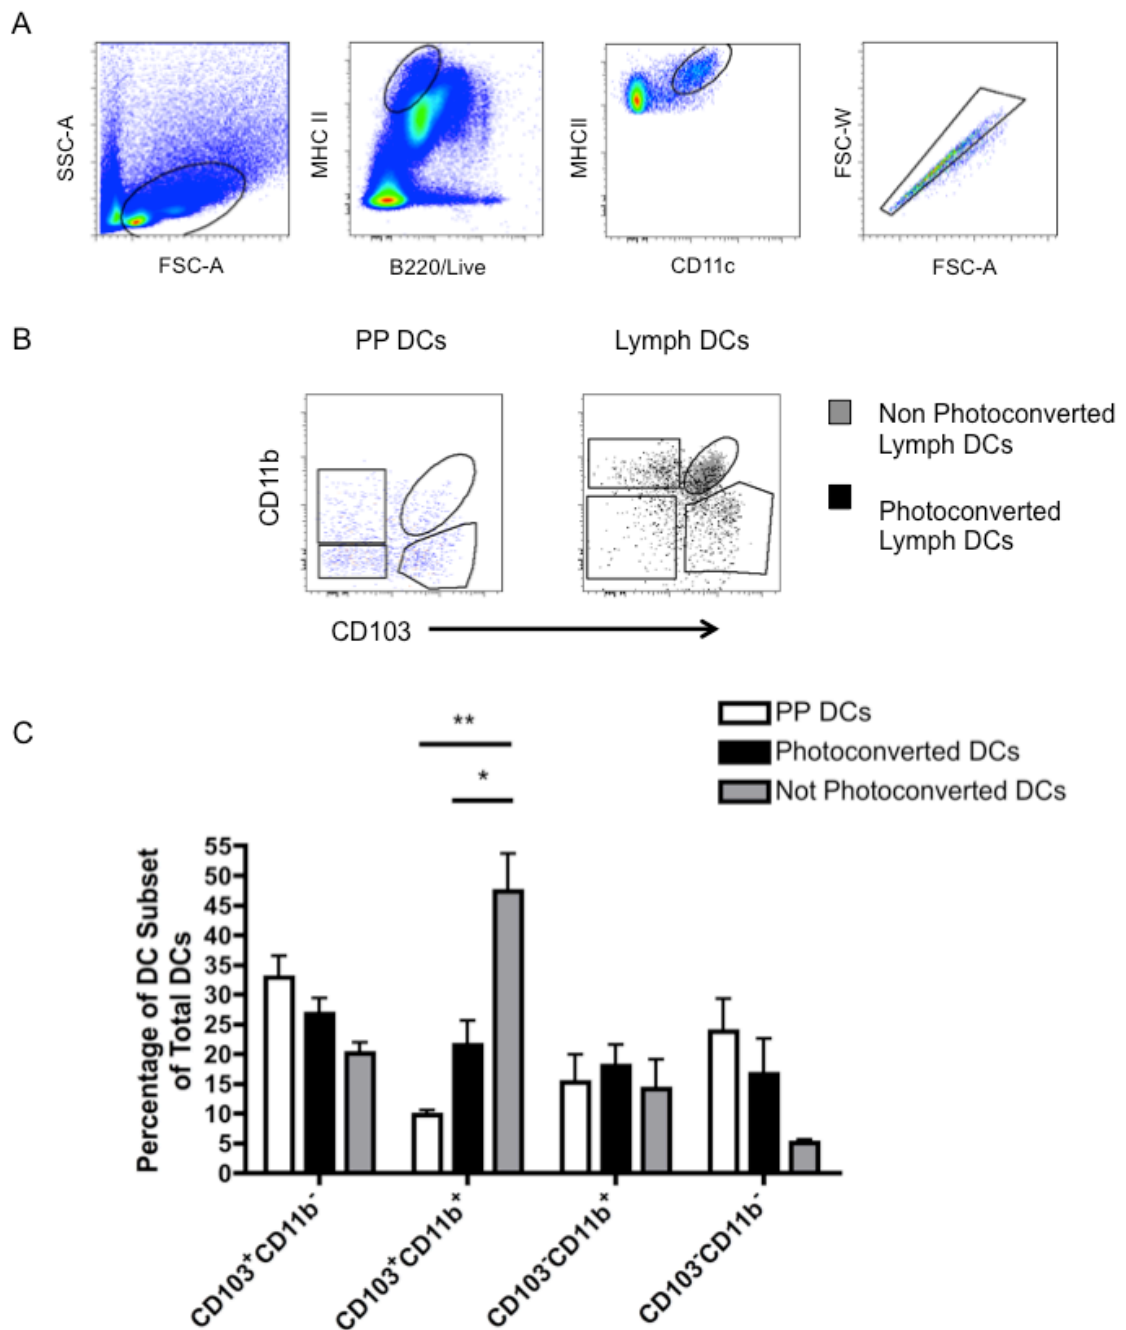 A
SSC-A
FSC-A
MHC II
B220/Live
MHCII
CD11c
FSC-W
FSC-A
B
PP DCs
Lymph DCs
CD11b
CD103
Non Photoconverted
Lymph DCs
Photoconverted
Lymph DCs
C
PP DCs
Photoconverted DCs
Not Photoconverted DCs
**
*
Percentage of DC Subset
of Total DCs
55
50
45
40
35
30
25
20
15
10
5
0
CD103⁺CD11b⁻
CD103⁺CD11b⁺
CD103⁻CD11b⁺
CD103⁻CD11b⁻